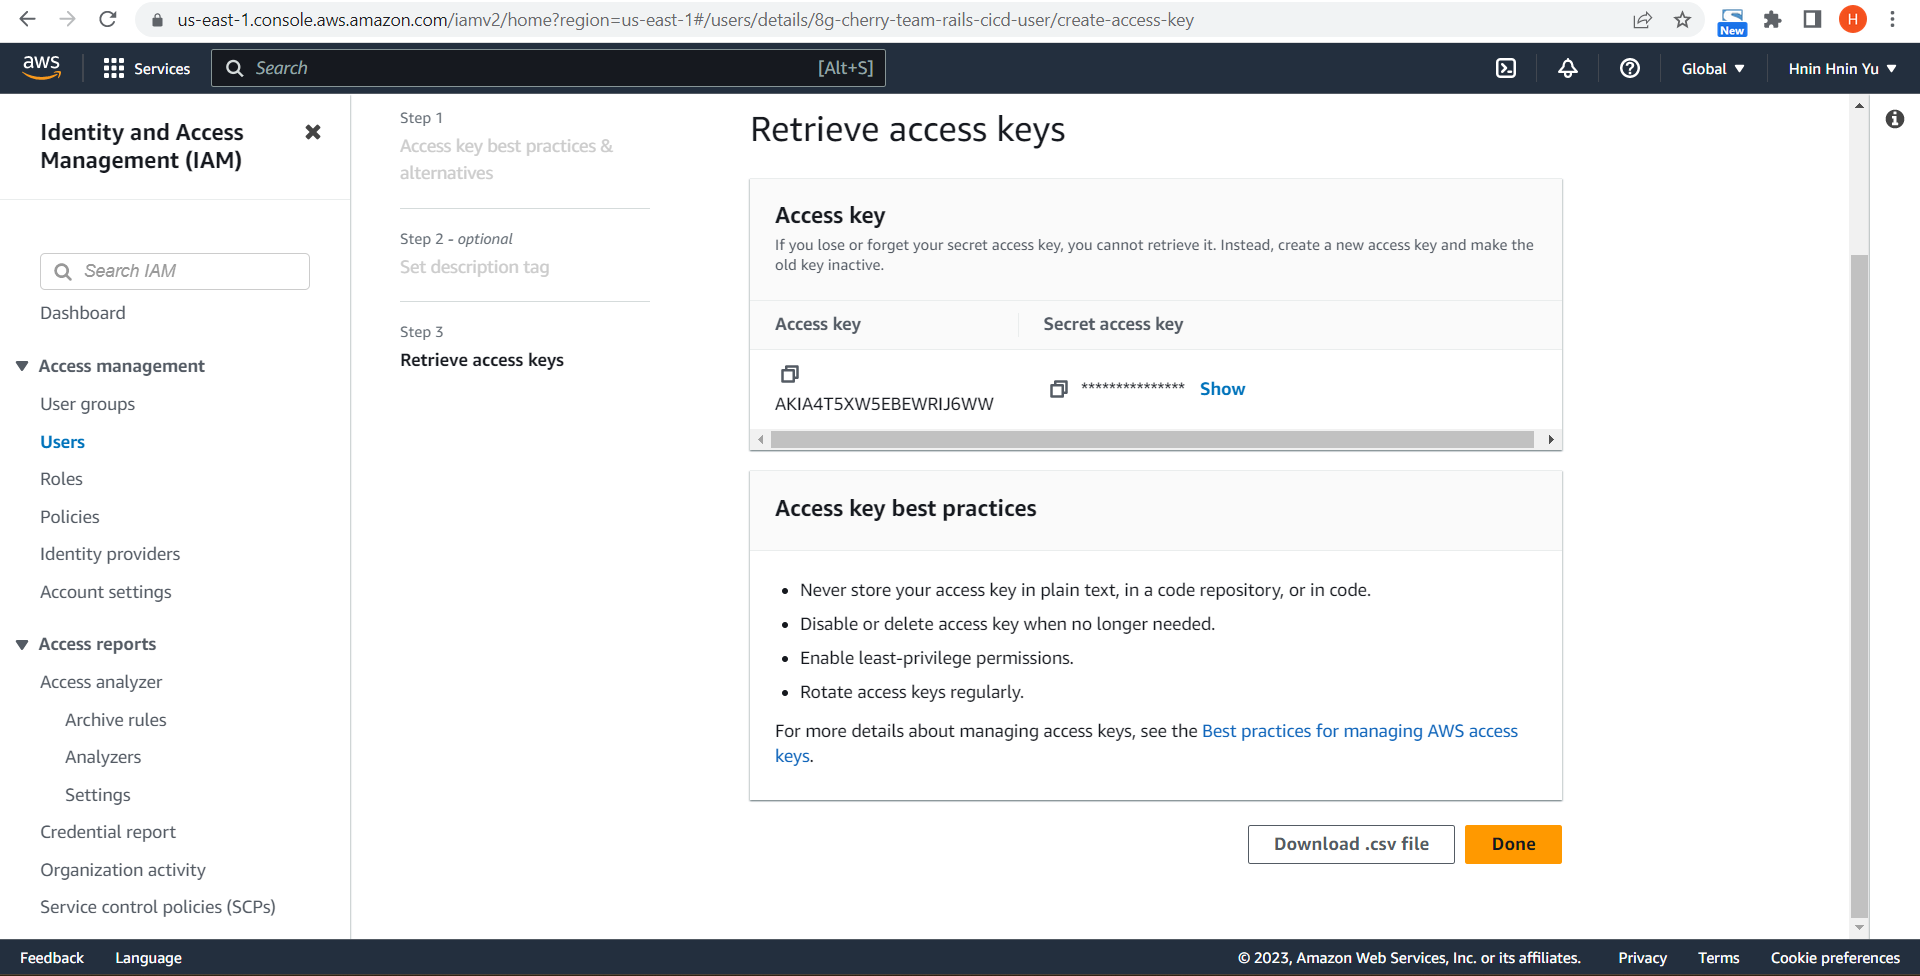 us-east-1.console.aws.amazon.com/iamv2/home?region=us-east-1#/users/details/8g-cherry-team-rails-cicd-user/create-access-key
New
H
aws
Services
Search
[Alt+S]
Global
Hnin Hnin Yu
Identity and Access
Management (IAM)
Search IAM
Dashboard
Access management
User groups
Users
Roles
Policies
Identity providers
Account settings
Access reports
Access analyzer
Archive rules
Analyzers
Settings
Credential report
Organization activity
Service control policies (SCPs)
Step 1
Access key best practices &
alternatives
Step 2 - optional
Set description tag
Step 3
Retrieve access keys
Retrieve access keys
Access key
If you lose or forget your secret access key, you cannot retrieve it. Instead, create a new access key and make the
old key inactive.
Access key
Secret access key
AKIA4T5XW5EBEWRIJ6WW
***************
Show
Access key best practices
• Never store your access key in plain text, in a code repository, or in code.
• Disable or delete access key when no longer needed.
• Enable least-privilege permissions.
• Rotate access keys regularly.
For more details about managing access keys, see the Best practices for managing AWS access
keys.
Download .csv file
Done
Feedback
Language
© 2023, Amazon Web Services, Inc. or its affiliates.
Privacy
Terms
Cookie preferences